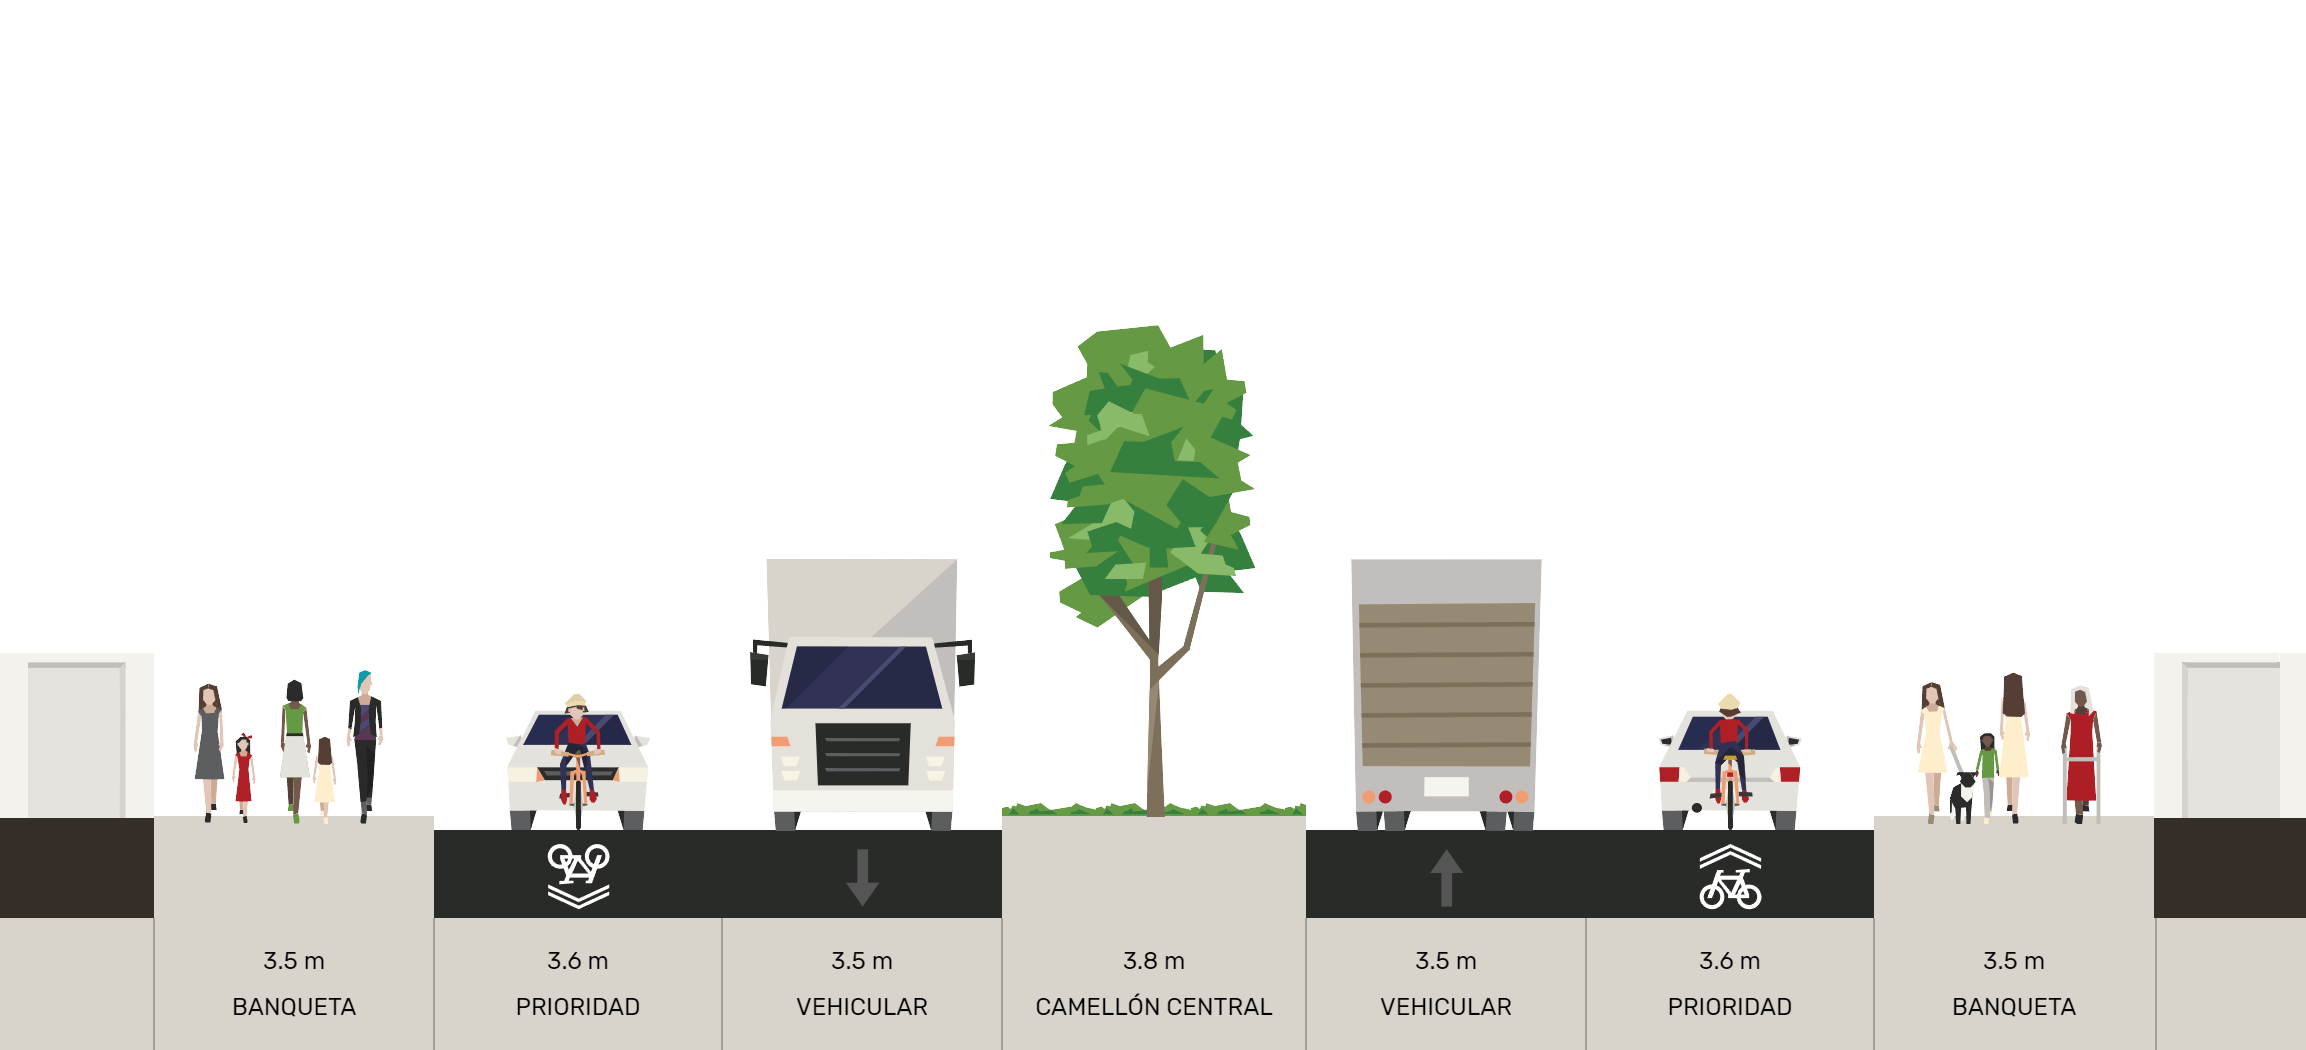 3.5 m
BANQUETA
3.6 m
PRIORIDAD
3.5 m
VEHICULAR
3.8 m
CAMELLÓN CENTRAL
3.5 m
VEHICULAR
3.6 m
PRIORIDAD
3.5 m
BANQUETA